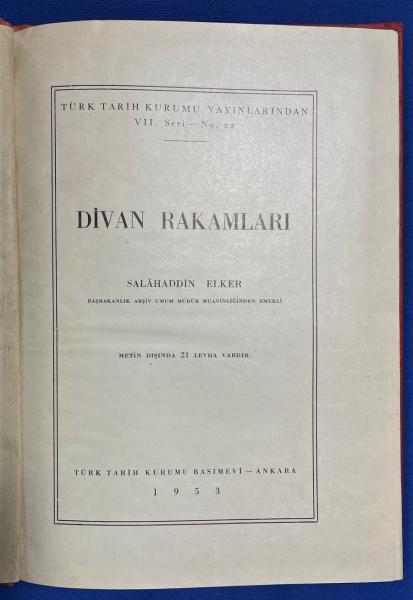 TÜRK TARİH KURUMU YAYINLARINDAN
VII. Seri — No. 22
DİVAN RAKAMLARI
SALÂHADDİN ELKER
BAŞBAKANLIK ARŞİV UMUM MÜDÜR MUAVİNLİĞİNDEN EMEKLİ
METİN DIŞINDA 21 LEVHA VARDIR.
TÜRK TARİH KURUMU BASIMEVİ — ANKARA
1953